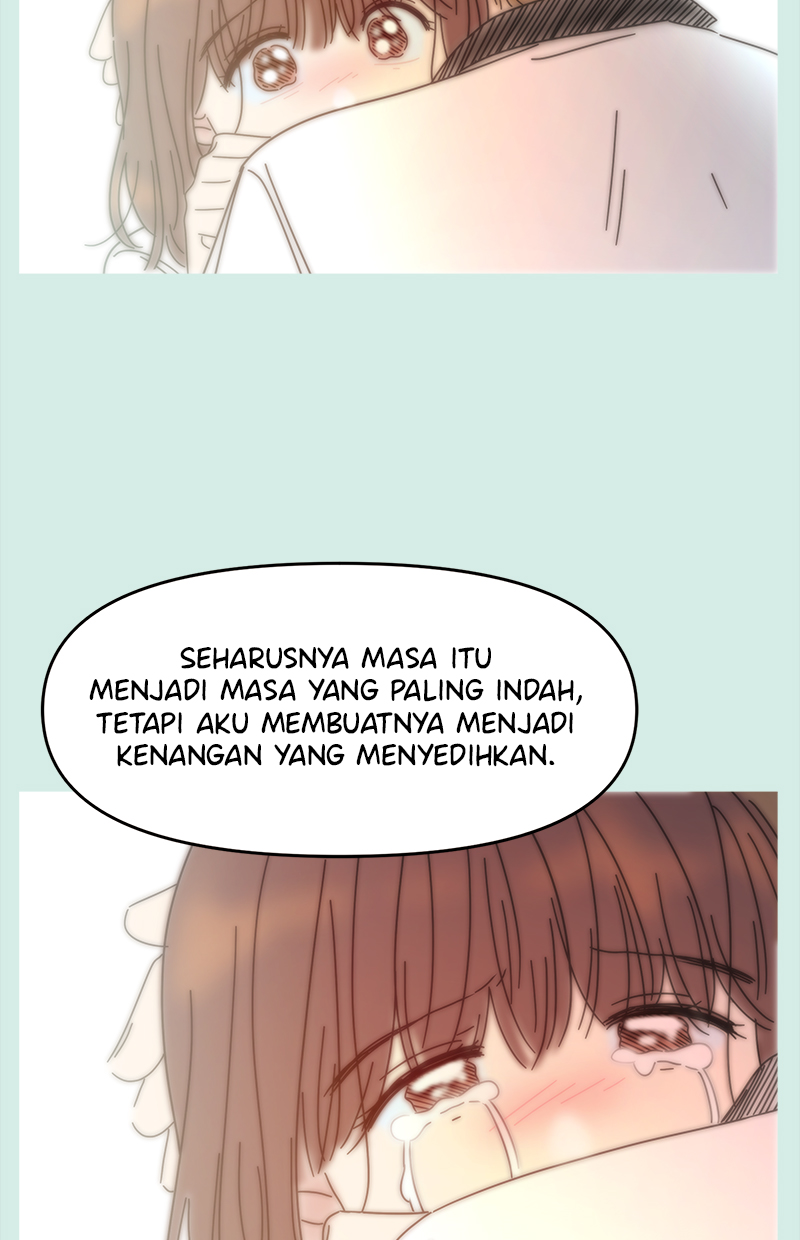 SEHARUSNYA MASA ITU
MENJADI MASA YANG PALING INDAH,
TETAPI AKU MEMBUATNYA MENJADI
KENANGAN YANG MENYEDIHKAN.